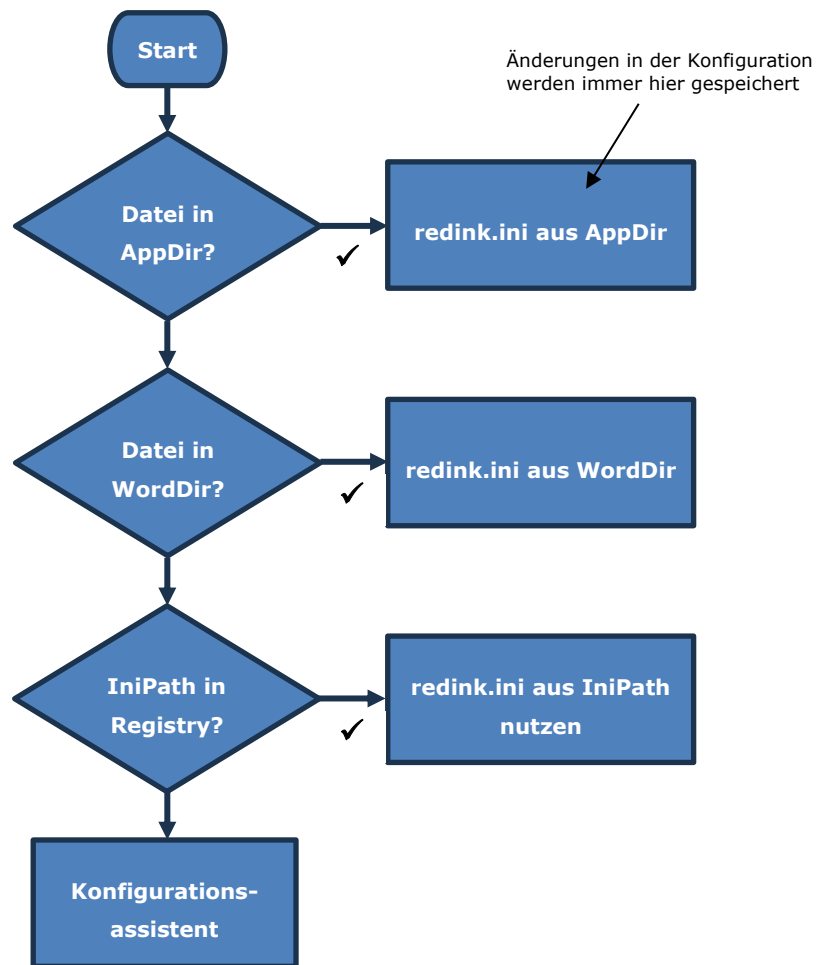 Start
Änderungen in der Konfiguration
werden immer hier gespeichert
Datei in
AppDir?
redink.ini aus AppDir
✓
Datei in
WordDir?
redink.ini aus WordDir
✓
IniPath in
Registry?
redink.ini aus IniPath
nutzen
✓
Konfigurations-
assistent